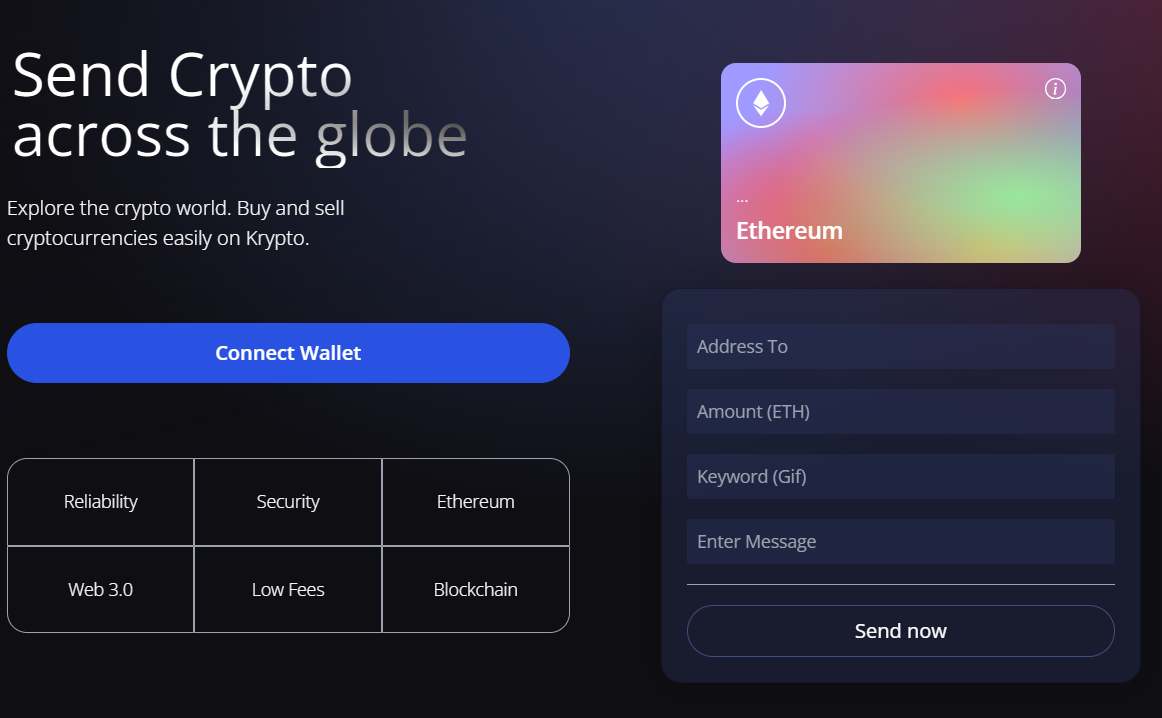 Send Crypto
across the globe
Explore the crypto world. Buy and sell
cryptocurrencies easily on Krypto.
Connect Wallet
Reliability
Security
Ethereum
Web 3.0
Low Fees
Blockchain
i
...
Ethereum
Address To
Amount (ETH)
Keyword (Gif)
Enter Message
Send now